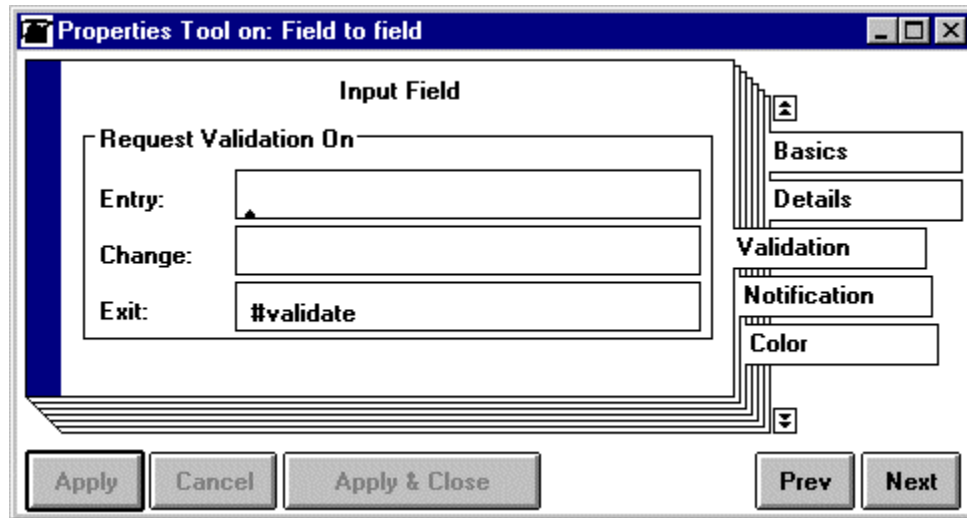 Properties Tool on: Field to field
Input Field
Request Validation On
Entry:
Change:
Exit: #validate
Basics
Details
Validation
Notification
Color
Apply Cancel Apply & Close Prev Next